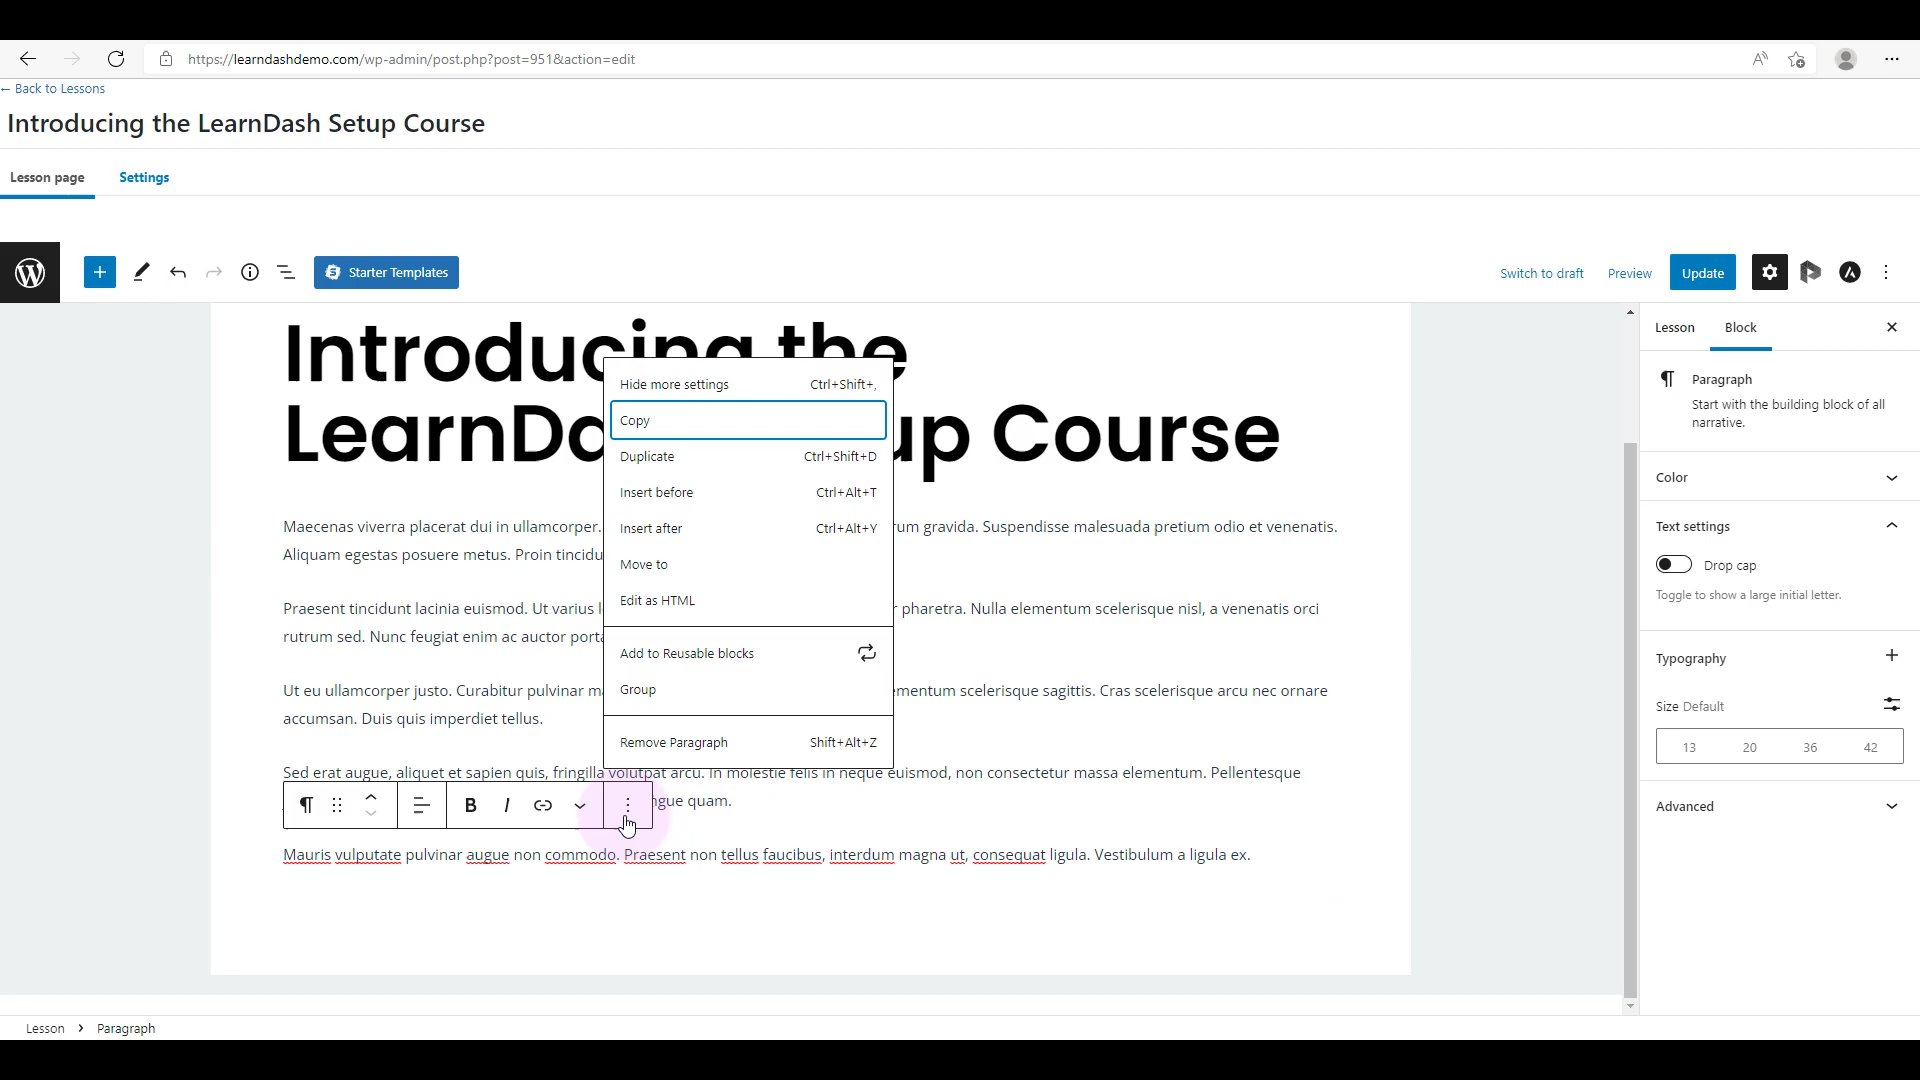 https://learndashdemo.com/wp-admin/post.php?post=951&action=edit
← Back to Lessons
Introducing the LearnDash Setup Course
Lesson page Settings
Starter Templates
Switch to draft Preview Update
Introducing the
LearnDa up Course
Maecenas viverra placerat dui in ullamcorper. um gravida. Suspendisse malesuada pretium odio et venenatis.
Aliquam egestas posuere metus. Proin tincidu
Praesent tincidunt lacinia euismod. Ut varius l pharetra. Nulla elementum scelerisque nisl, a venenatis orci
rutrum sed. Nunc feugiat enim ac auctor porta
Ut eu ullamcorper justo. Curabitur pulvinar ma ementum scelerisque sagittis. Cras scelerisque arcu nec ornare
accumsan. Duis quis imperdiet tellus.
Sed erat augue, aliquet et sapien quis, fringilla volutpat arcu. In molestie felis in neque euismod, non consectetur massa elementum. Pellentesque
ngue quam.
Mauris vulputate pulvinar augue non commodo. Praesent non tellus faucibus, interdum magna ut, consequat ligula. Vestibulum a ligula ex.
Hide more settings Ctrl+Shift+,
Copy
Duplicate Ctrl+Shift+D
Insert before Ctrl+Alt+T
Insert after Ctrl+Alt+Y
Move to
Edit as HTML
Add to Reusable blocks
Group
Remove Paragraph Shift+Alt+Z
B I
Lesson Block
Paragraph
Start with the building block of all
narrative.
Color
Text settings
Drop cap
Toggle to show a large initial letter.
Typography
Size Default
13 20 36 42
Advanced
Lesson > Paragraph